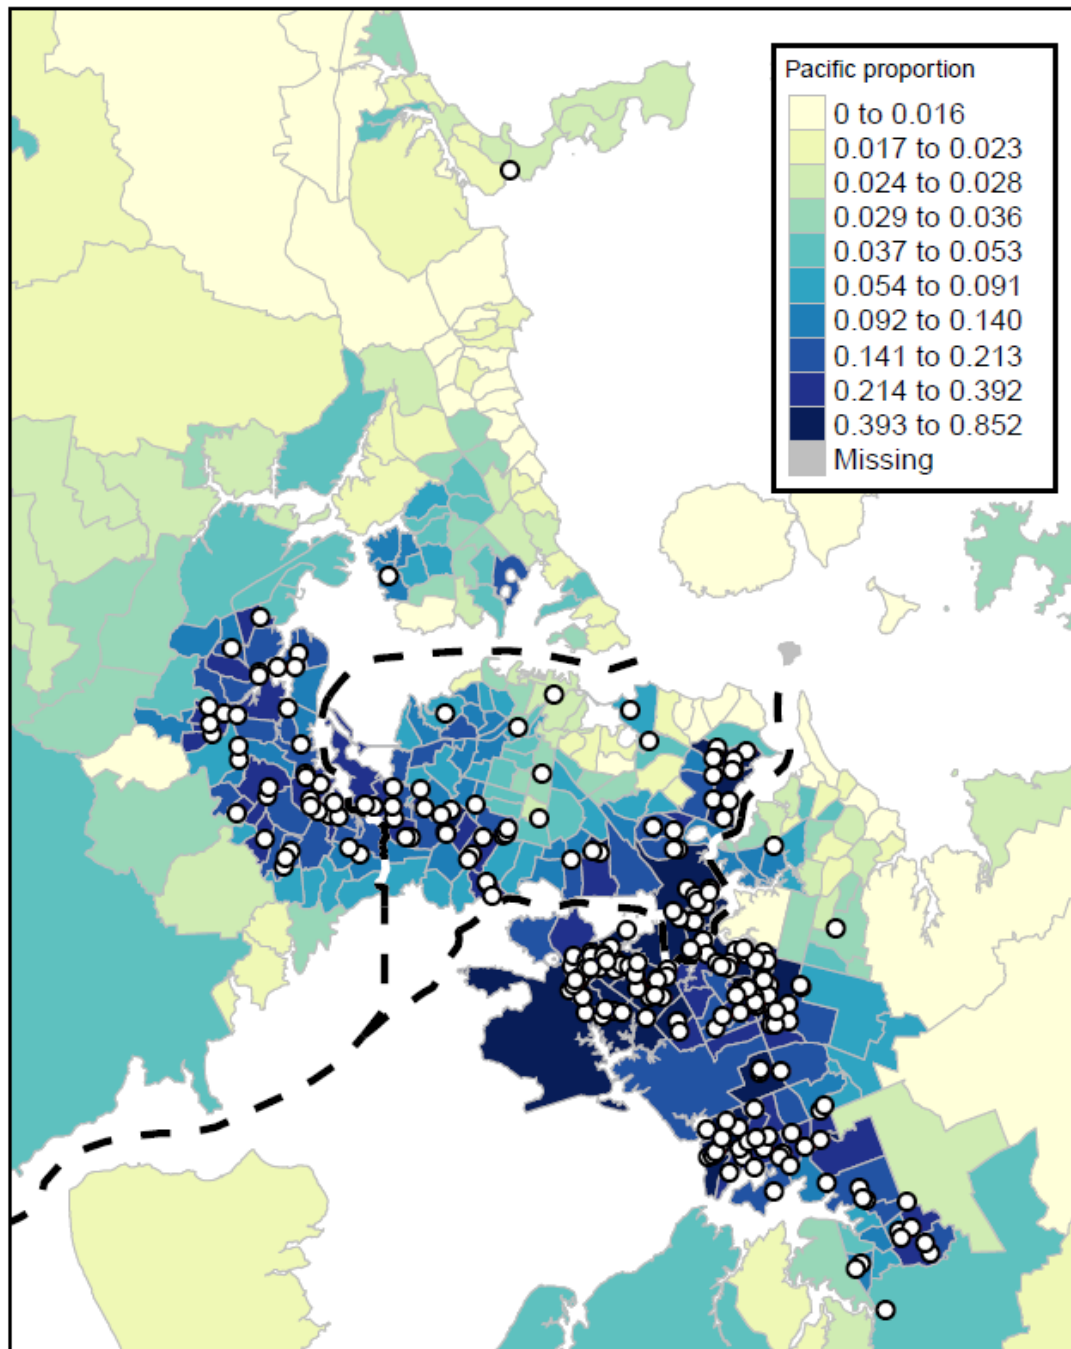 Pacific proportion
0 to 0.016
0.017 to 0.023
0.024 to 0.028
0.029 to 0.036
0.037 to 0.053
0.054 to 0.091
0.092 to 0.140
0.141 to 0.213
0.214 to 0.392
0.393 to 0.852
Missing